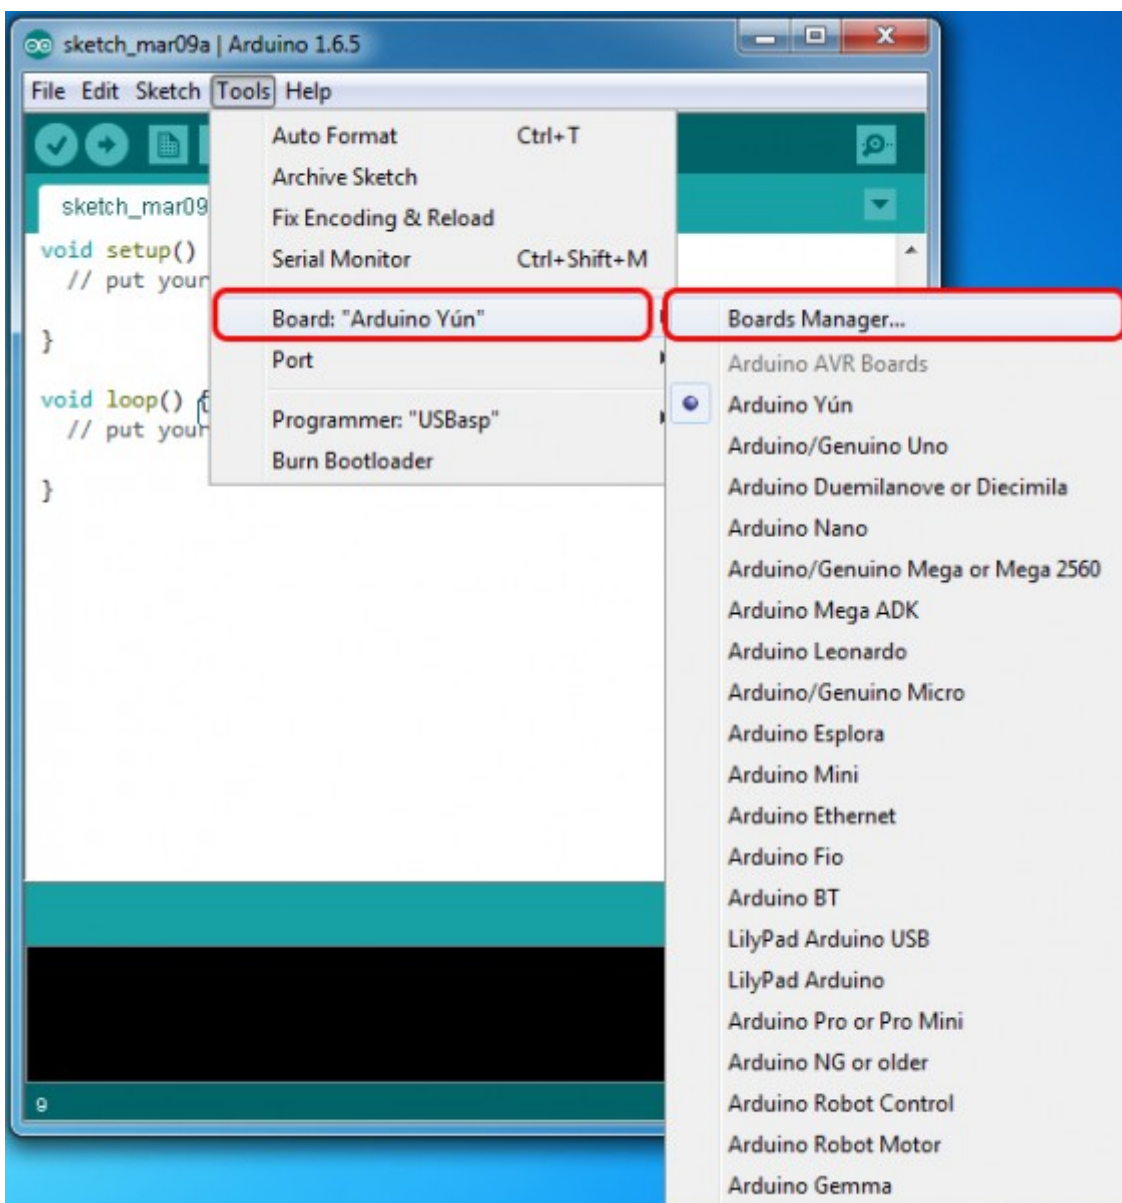 sketch_mar09a | Arduino 1.6.5
File Edit Sketch Tools Help
Auto Format Ctrl+T
Archive Sketch
sketch_mar09
Fix Encoding & Reload
void setup()
Serial Monitor Ctrl+Shift+M
// put your
Board: "Arduino Yún"
Boards Manager...
}
Port
Arduino AVR Boards
void loop() {
Arduino Yún
// put your
Programmer: "USBasp"
Arduino/Genuino Uno
Burn Bootloader
}
Arduino Duemilanove or Diecimila
Arduino Nano
Arduino/Genuino Mega or Mega 2560
Arduino Mega ADK
Arduino Leonardo
Arduino/Genuino Micro
Arduino Esplora
Arduino Mini
Arduino Ethernet
Arduino Fio
Arduino BT
LilyPad Arduino USB
LilyPad Arduino
Arduino Pro or Pro Mini
Arduino NG or older
Arduino Robot Control
Arduino Robot Motor
Arduino Gemma
9